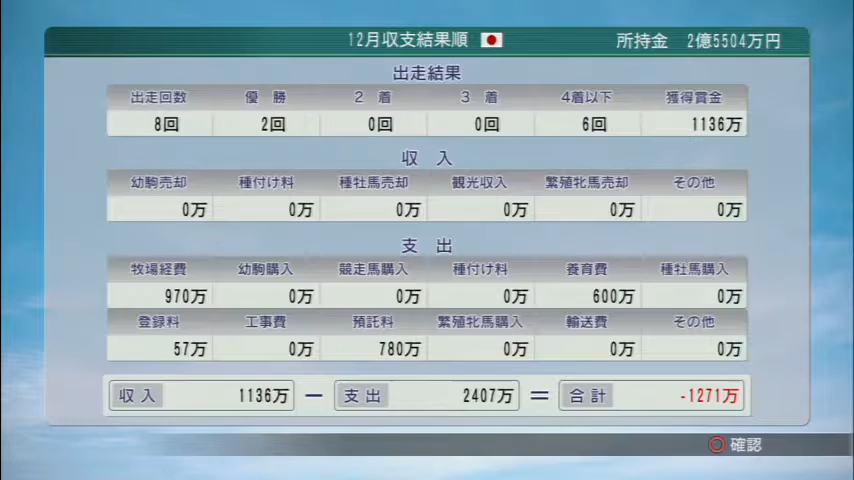 12月収支結果順 所持金 2億5504万円
出走結果
出走回数 優勝 2着 3着 4着以下 獲得賞金
8回 2回 0回 0回 6回 1136万
収入
幼駒売却 種付け料 種牡馬売却 観光収入 繁殖牝馬売却 その他
0万 0万 0万 0万 0万 0万
支出
牧場経費 幼駒購入 競走馬購入 種付け料 養育費 種牡馬購入
970万 0万 0万 0万 600万 0万
登録料 工事費 預託料 繁殖牝馬購入 輸送費 その他
57万 0万 780万 0万 0万 0万
収入 1136万 － 支出 2407万 ＝ 合計 -1271万
確認